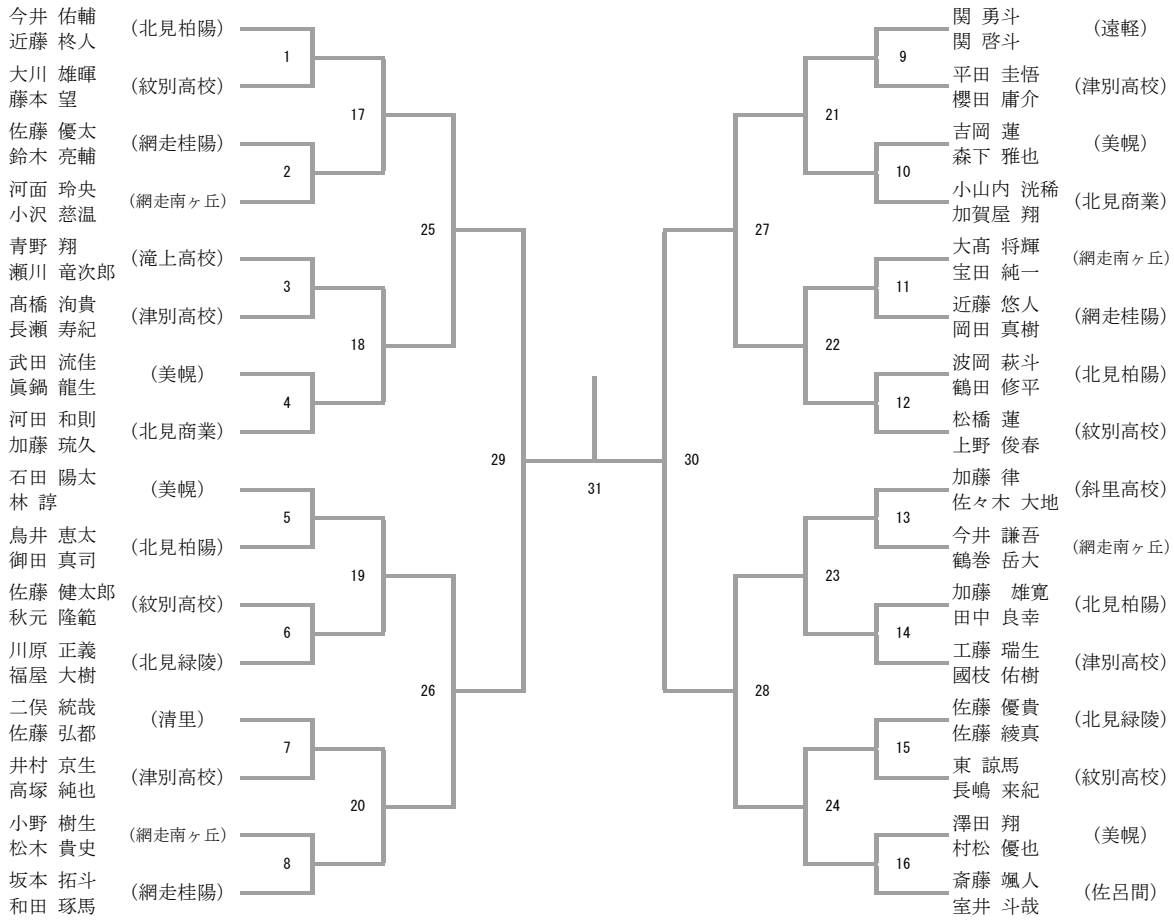 今井 佑輔
近藤 柊人
(北見柏陽)
1
大川 雄暉
藤本 望
(紋別高校)
17
佐藤 優太
鈴木 亮輔
(網走桂陽)
2
河面 玲央
小沢 慈温
(網走南ヶ丘)
25
青野 翔
瀬川 竜次郎
(滝上高校)
3
髙橋 洵貴
長瀬 寿紀
(津別高校)
18
武田 流佳
眞鍋 龍生
(美幌)
4
河田 和則
加藤 琉久
(北見商業)
29
石田 陽太
林 諄
(美幌)
5
鳥井 恵太
御田 真司
(北見柏陽)
19
佐藤 健太郎
秋元 隆範
(紋別高校)
6
川原 正義
福屋 大樹
(北見緑陵)
26
二俣 統哉
佐藤 弘都
(清里)
7
井村 京生
高塚 純也
(津別高校)
20
小野 樹生
松木 貴史
(網走南ヶ丘)
8
坂本 拓斗
和田 琢馬
(網走桂陽)
31
関 勇斗
関 啓斗
(遠軽)
9
平田 圭悟
櫻田 庸介
(津別高校)
21
吉岡 蓮
森下 雅也
(美幌)
10
小山内 洸稀
加賀屋 翔
(北見商業)
27
大髙 将輝
宝田 純一
(網走南ヶ丘)
11
近藤 悠人
岡田 真樹
(網走桂陽)
22
波岡 萩斗
鶴田 修平
(北見柏陽)
12
松橋 蓮
上野 俊春
(紋別高校)
30
加藤 律
佐々木 大地
(斜里高校)
13
今井 謙吾
鶴巻 岳大
(網走南ヶ丘)
23
加藤 雄寛
田中 良幸
(北見柏陽)
14
工藤 瑞生
國枝 佑樹
(津別高校)
28
佐藤 優貴
佐藤 綾真
(北見緑陵)
15
東 諒馬
長嶋 来紀
(紋別高校)
24
澤田 翔
村松 優也
(美幌)
16
斎藤 颯人
室井 斗哉
(佐呂間)